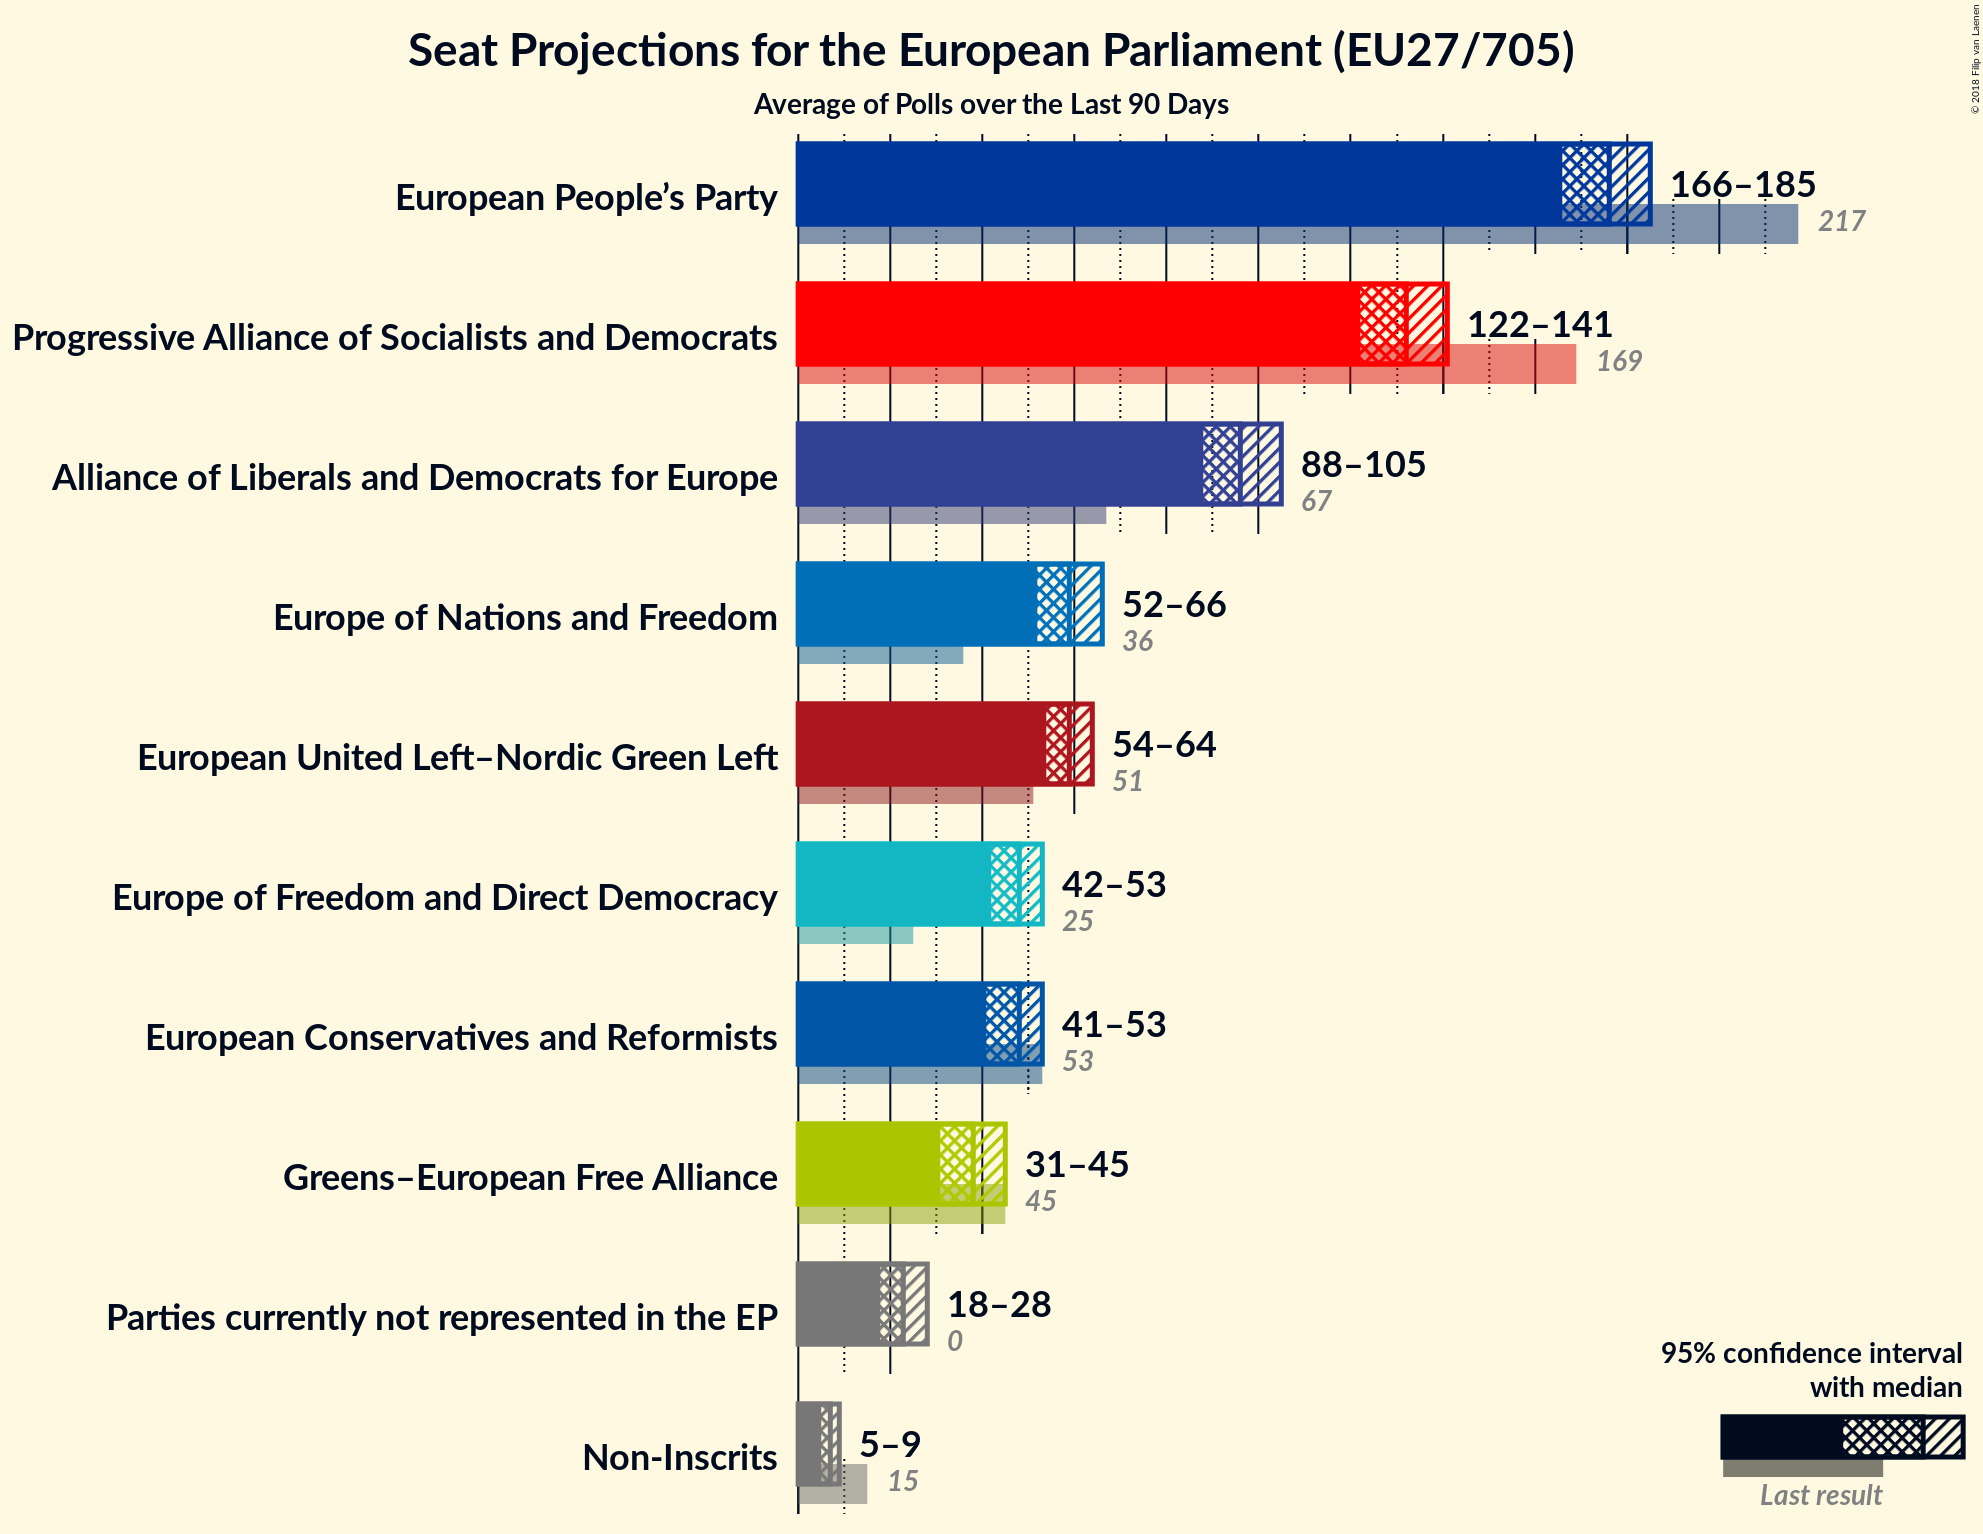 Seat Projections for the European Parliament (EU27/705)
Average of Polls over the Last 90 Days
© 2018 Filip van Laenen
European People’s Party
166–185
217
Progressive Alliance of Socialists and Democrats
122–141
169
Alliance of Liberals and Democrats for Europe
88–105
67
Europe of Nations and Freedom
52–66
36
European United Left–Nordic Green Left
54–64
51
Europe of Freedom and Direct Democracy
42–53
25
European Conservatives and Reformists
41–53
53
Greens–European Free Alliance
31–45
45
Parties currently not represented in the EP
18–28
0
Non-Inscrits
5–9
15
95% confidence interval
with median
Last result